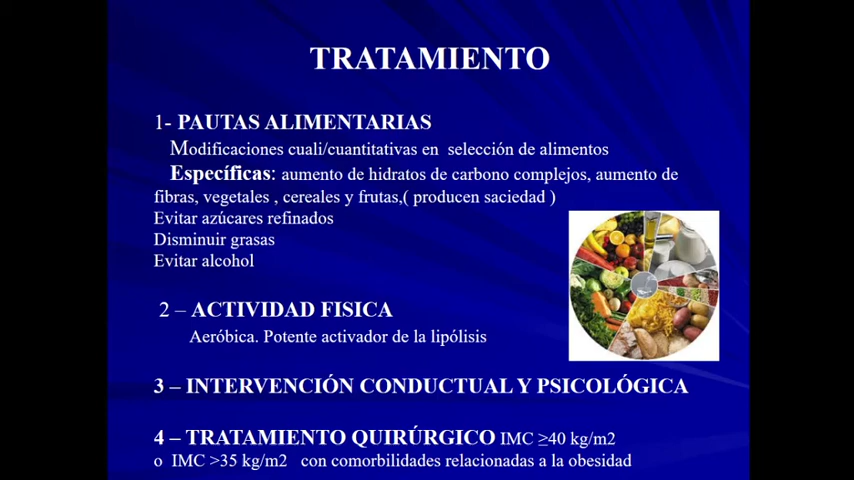 TRATAMIENTO
1- PAUTAS ALIMENTARIAS
Modificaciones cuali/cuantitativas en selección de alimentos
Específicas: aumento de hidratos de carbono complejos, aumento de
fibras, vegetales , cereales y frutas,( producen saciedad )
Evitar azúcares refinados
Disminuir grasas
Evitar alcohol
2 – ACTIVIDAD FISICA
Aeróbica. Potente activador de la lipólisis
3 – INTERVENCIÓN CONDUCTUAL Y PSICOLÓGICA
4 – TRATAMIENTO QUIRÚRGICO IMC ≥40 kg/m2
o IMC >35 kg/m2 con comorbilidades relacionadas a la obesidad